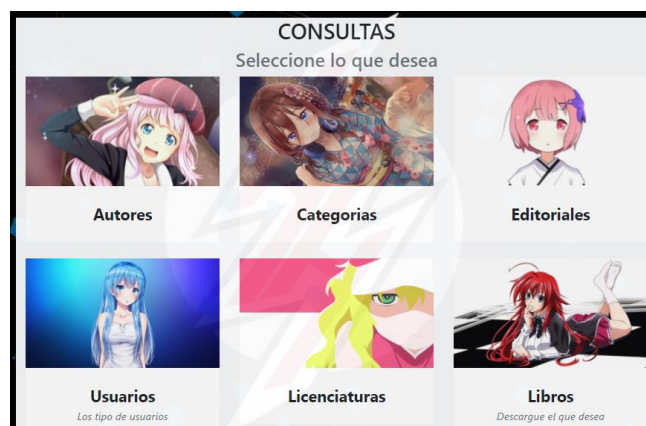 CONSULTAS
Seleccione lo que desea
Autores
Categorias
Editoriales
Usuarios
Los tipo de usuarios
Licenciaturas
Libros
Descargue el que desea